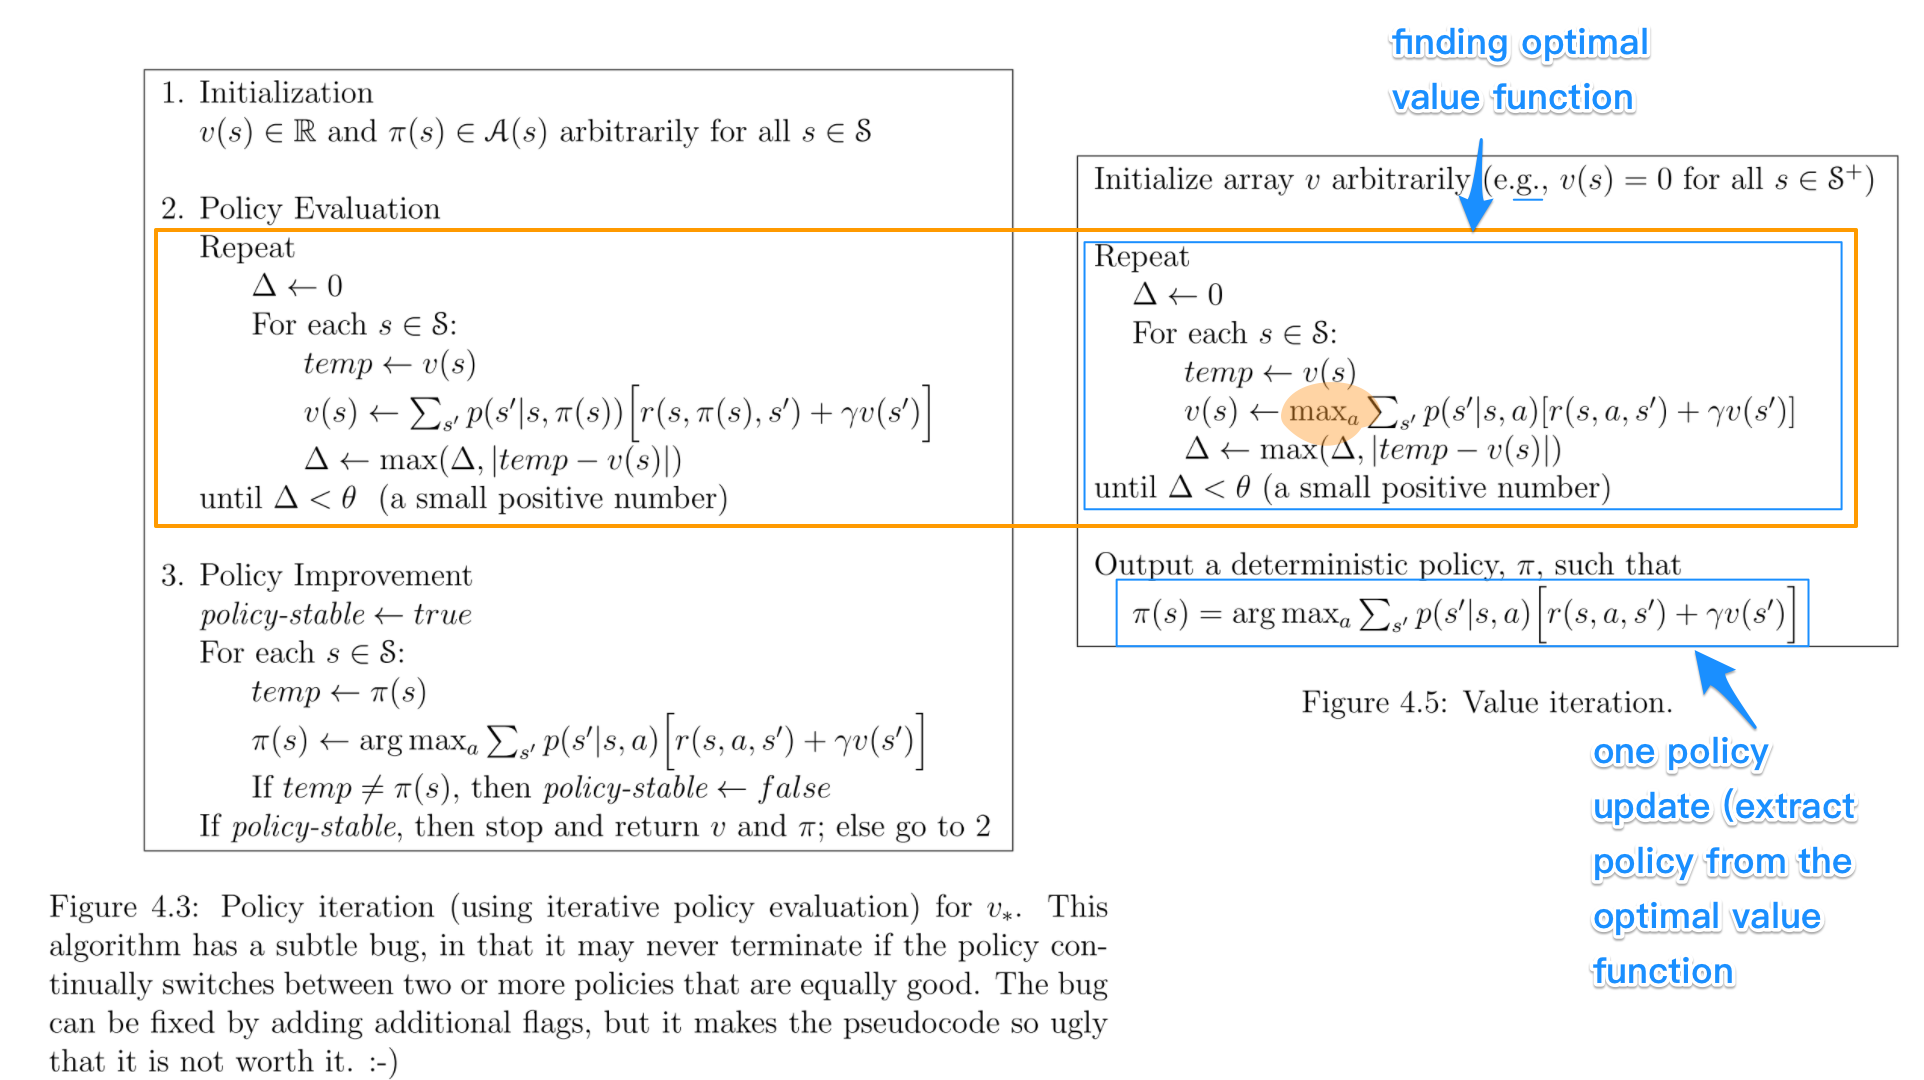 finding optimal
value function
1. Initialization
v(s) ∈ ℝ and π(s) ∈ 𝒜(s) arbitrarily for all s ∈ 𝒮
2. Policy Evaluation
Repeat
Δ ← 0
For each s ∈ 𝒮:
temp ← v(s)
v(s) ← ∑_{s'} p(s'|s, π(s)) [r(s, π(s), s') + γv(s')]
Δ ← max(Δ, |temp − v(s)|)
until Δ < θ (a small positive number)
3. Policy Improvement
policy-stable ← true
For each s ∈ 𝒮:
temp ← π(s)
π(s) ← arg max_a ∑_{s'} p(s'|s, a) [r(s, a, s') + γv(s')]
If temp ≠ π(s), then policy-stable ← false
If policy-stable, then stop and return v and π; else go to 2
Figure 4.3: Policy iteration (using iterative policy evaluation) for v_*. This
algorithm has a subtle bug, in that it may never terminate if the policy con-
tinually switches between two or more policies that are equally good. The bug
can be fixed by adding additional flags, but it makes the pseudocode so ugly
that it is not worth it. :-)
Initialize array v arbitrarily (e.g., v(s) = 0 for all s ∈ 𝒮⁺)
Repeat
Δ ← 0
For each s ∈ 𝒮:
temp ← v(s)
v(s) ← max_a ∑_{s'} p(s'|s, a)[r(s, a, s') + γv(s')]
Δ ← max(Δ, |temp − v(s)|)
until Δ < θ (a small positive number)
Output a deterministic policy, π, such that
π(s) = arg max_a ∑_{s'} p(s'|s, a) [r(s, a, s') + γv(s')]
Figure 4.5: Value iteration.
one policy
update (extract
policy from the
optimal value
function